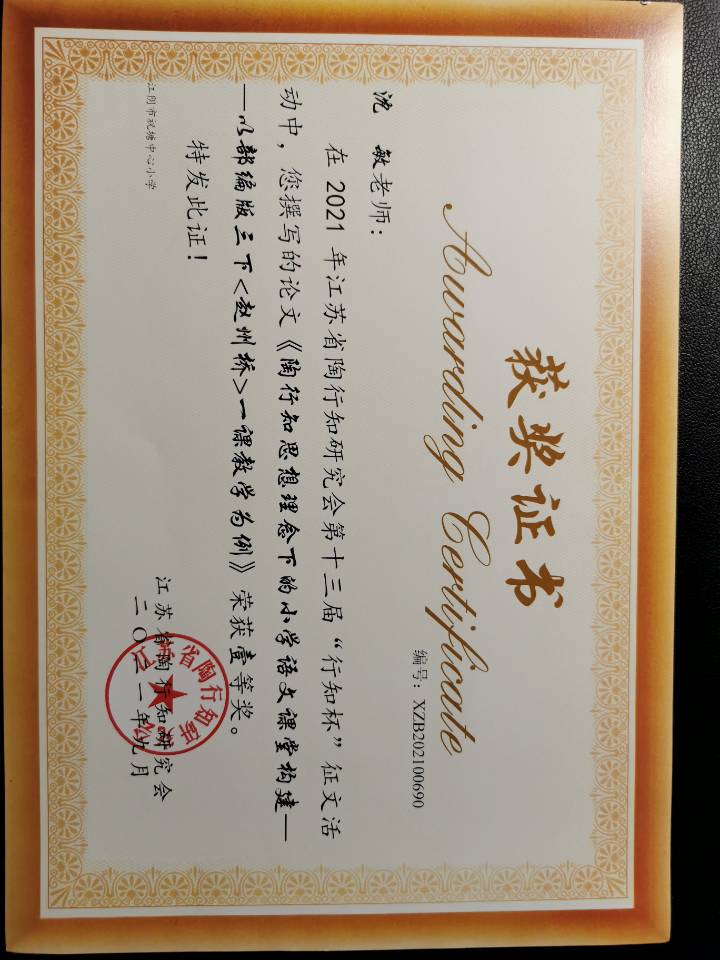 获奖证书
Awarding Certificate
编号：XZB202100690
沈 敏老师：
在 2021 年江苏省陶行知研究会第十三届“行知杯”征文活
动中，您撰写的论文《陶行知思想理念下的小学语文课堂构建—
—以部编版三下<赵州桥>一课教学为例》荣获壹等奖。
特发此证！
江阴市祝塘中心小学
江苏省陶行知研究会
二〇二一年九月